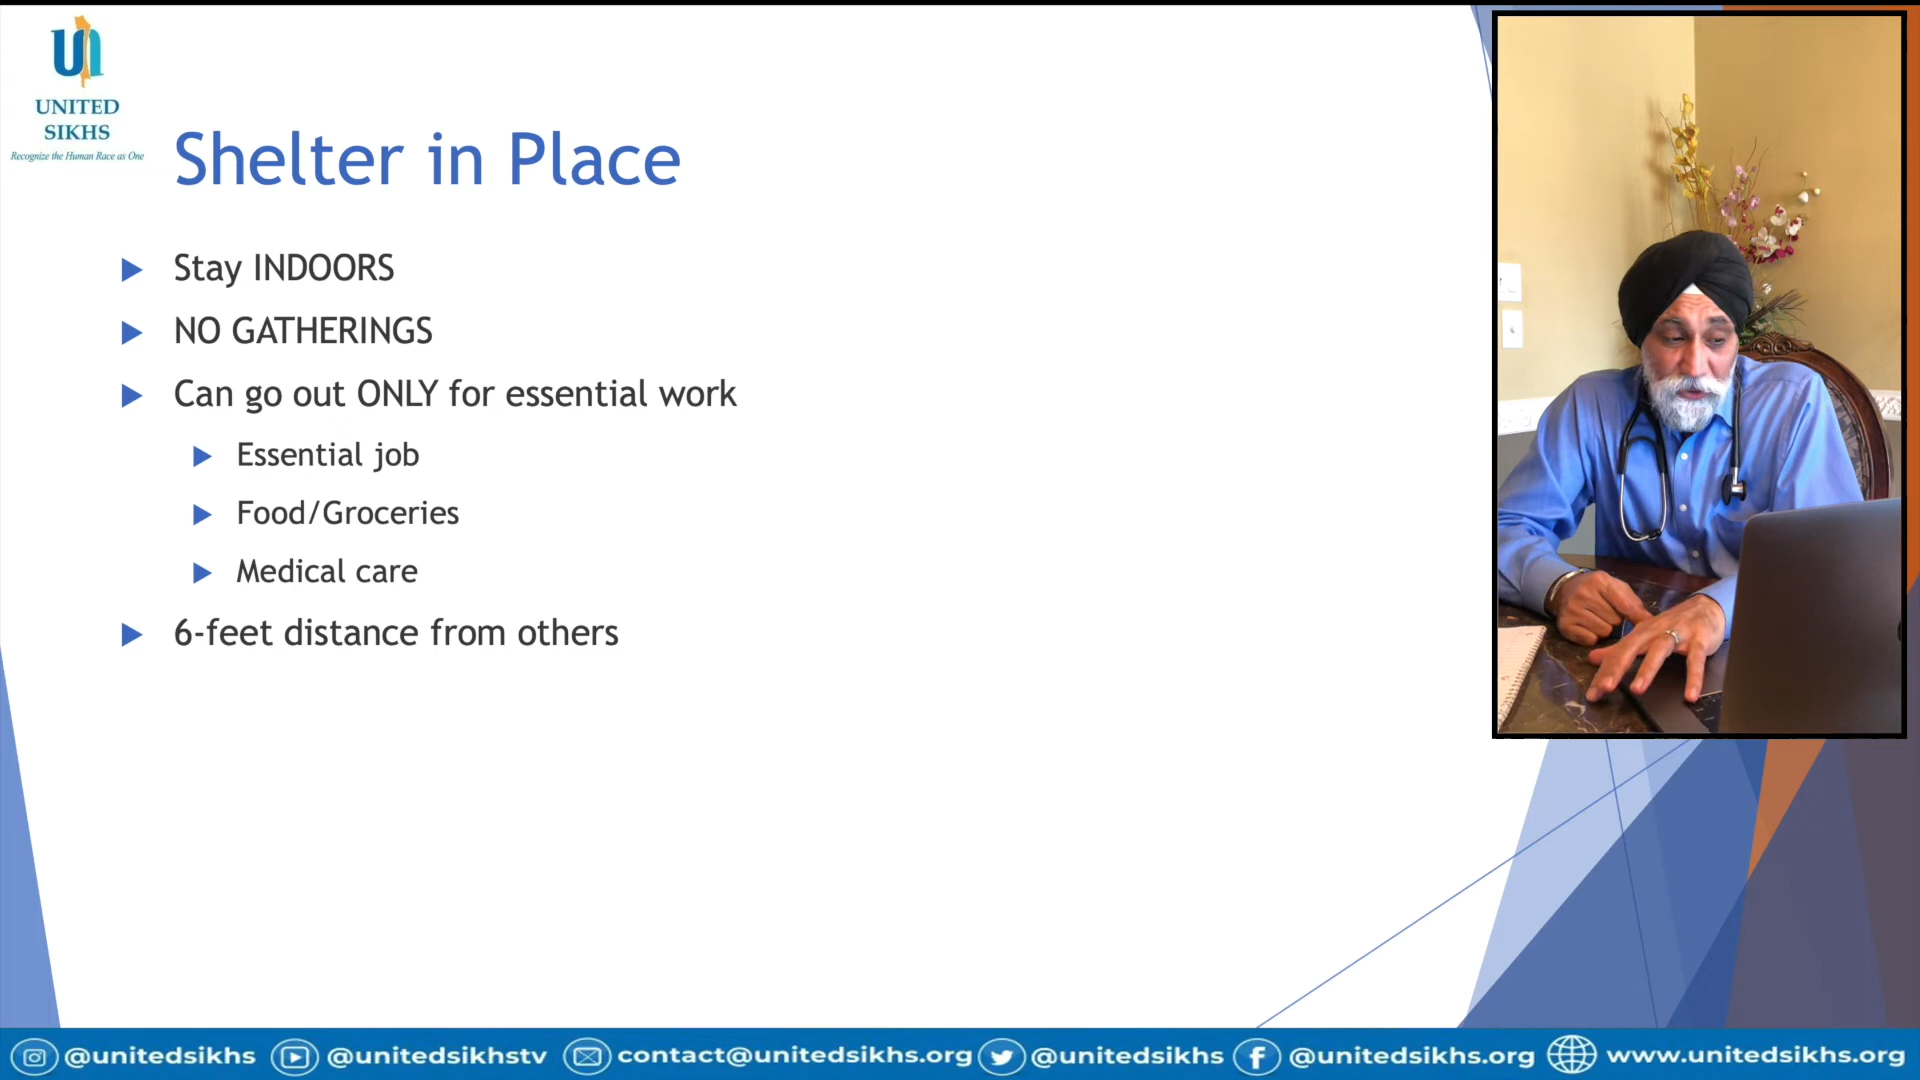 UNITED
SIKHS
Recognize the Human Race as One
Shelter in Place
Stay INDOORS
NO GATHERINGS
Can go out ONLY for essential work
Essential job
Food/Groceries
Medical care
6-feet distance from others
@unitedsikhs @unitedsikhstv contact@unitedsikhs.org @unitedsikhs @unitedsikhs.org www.unitedsikhs.org